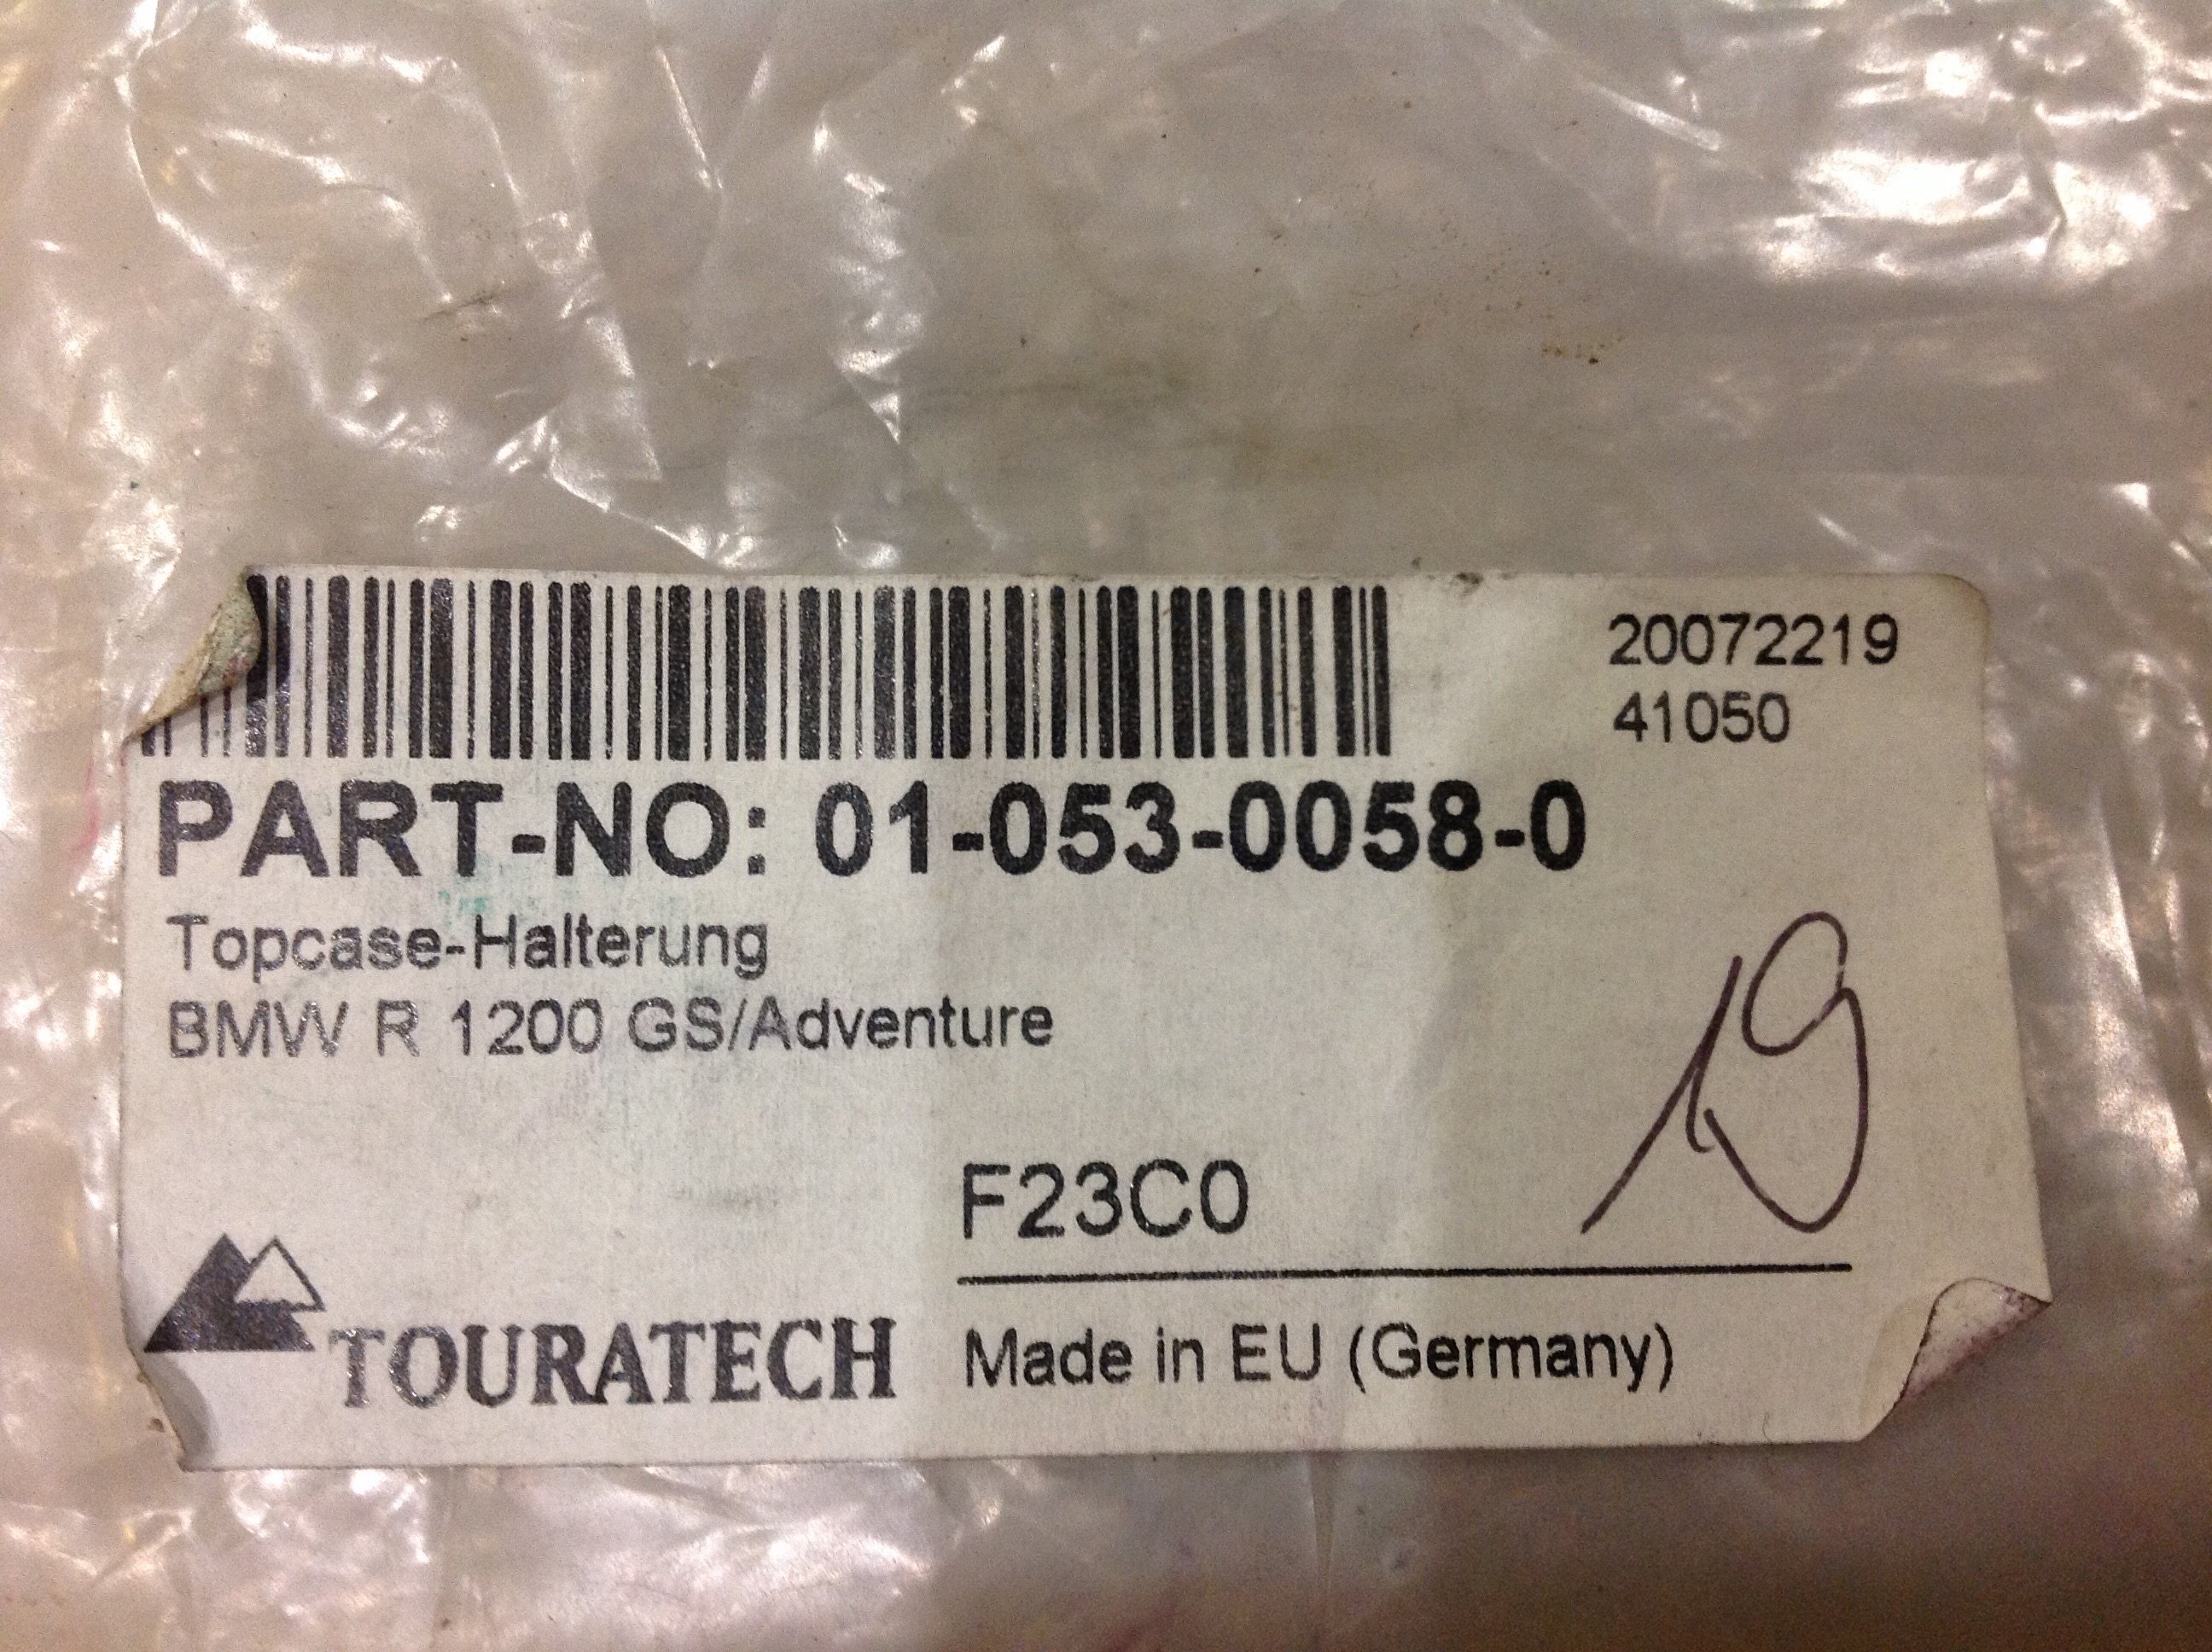 20072219
41050
PART-NO: 01-053-0058-0
Topcase-Halterung
BMW R 1200 GS/Adventure
19
F23C0
TOURATECH
Made in EU (Germany)